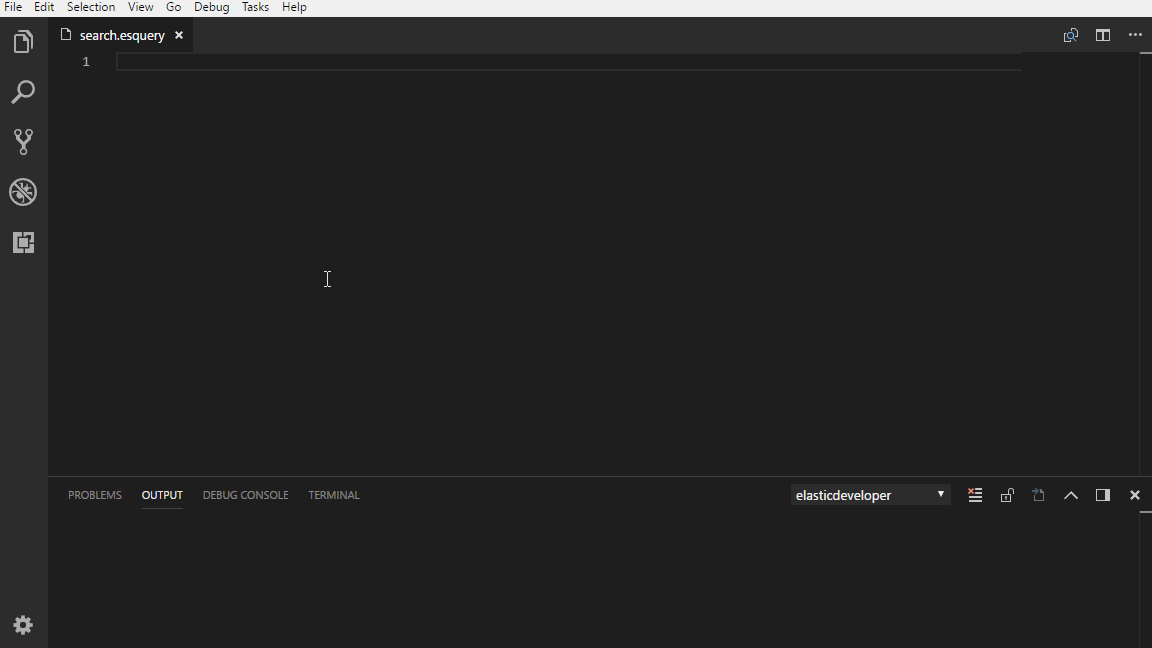 File Edit Selection View Go Debug Tasks Help
search.esquery
1
PROBLEMS OUTPUT DEBUG CONSOLE TERMINAL elasticdeveloper